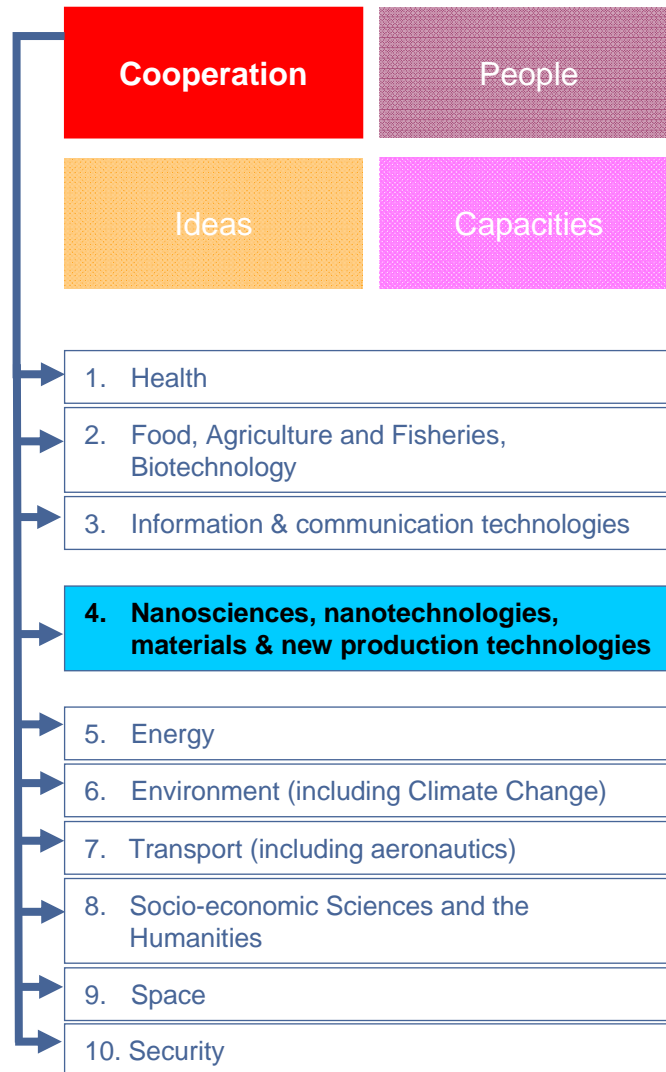 Cooperation
People
Ideas
Capacities
1. Health
2. Food, Agriculture and Fisheries,
Biotechnology
3. Information & communication technologies
4. Nanosciences, nanotechnologies,
materials & new production technologies
5. Energy
6. Environment (including Climate Change)
7. Transport (including aeronautics)
8. Socio-economic Sciences and the
Humanities
9. Space
10. Security